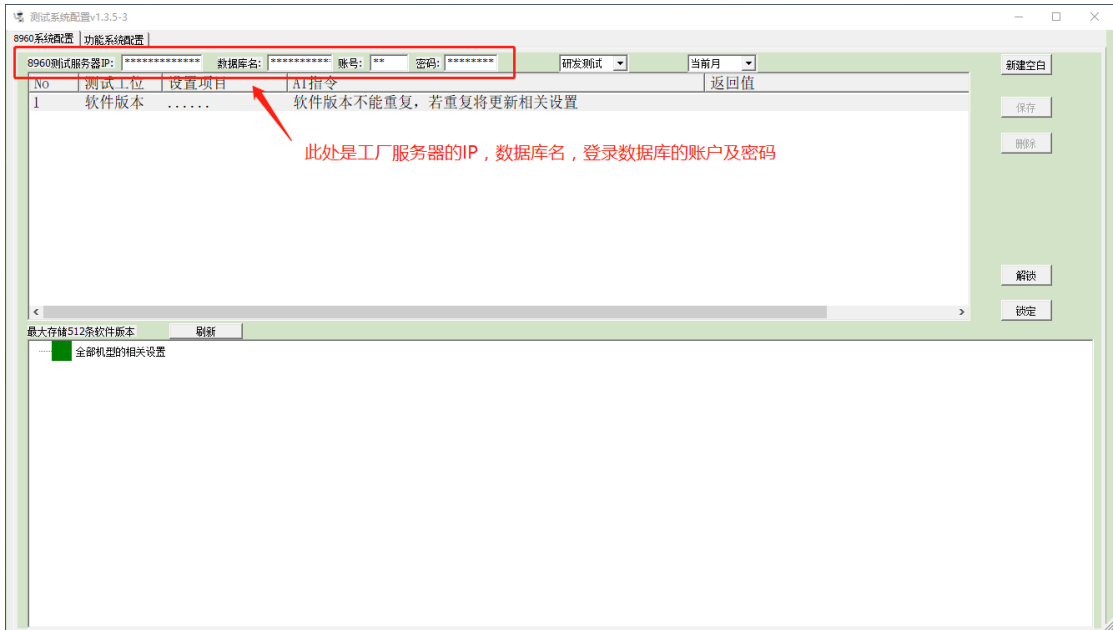 测试系统配置v1.3.5-3
8960系统配置 功能系统配置
8960测试服务器IP: ************* 数据库名: ********** 账号: ** 密码: ******** 研发测试 当前月 新建空白
No 测试工位 设置项目 AT指令 返回值
1 软件版本 ...... 软件版本不能重复，若重复将更新相关设置
保存
删除
此处是工厂服务器的IP，数据库名，登录数据库的账户及密码
解锁
锁定
最大存储512条软件版本 刷新
全部机型的相关设置